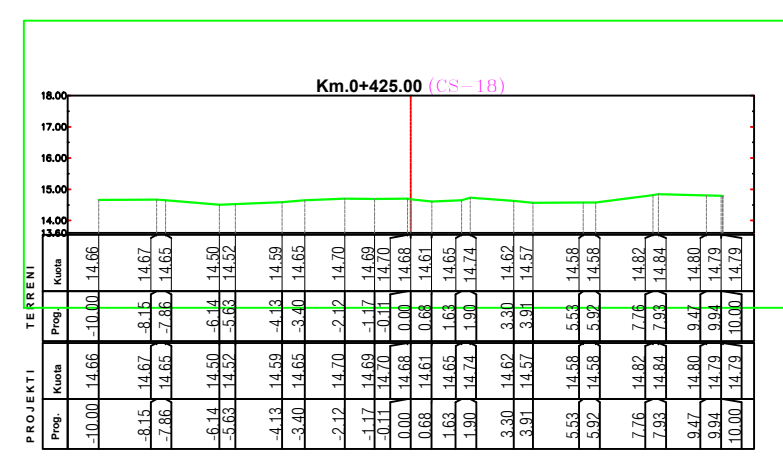 Km.0+425.00 (CS-18)
18.00
17.00
16.00
15.00
14.00
13.60
TERRENI
Kuota 14.66 14.67 14.65 14.50 14.52 14.59 14.65 14.70 14.69 14.70 14.68 14.61 14.65 14.74 14.62 14.57 14.58 14.58 14.82 14.84 14.80 14.79 14.79
Prog. -10.00 -8.15 -7.86 -6.14 -5.63 -4.13 -3.40 -2.12 -1.17 -0.11 0.00 0.68 1.63 1.90 3.30 3.91 5.53 5.92 7.76 7.93 9.47 9.94 10.00
PROJEKTI
Kuota 14.66 14.67 14.65 14.50 14.52 14.59 14.65 14.70 14.69 14.70 14.68 14.61 14.65 14.74 14.62 14.57 14.58 14.58 14.82 14.84 14.80 14.79 14.79
Prog. -10.00 -8.15 -7.86 -6.14 -5.63 -4.13 -3.40 -2.12 -1.17 -0.11 0.00 0.68 1.63 1.90 3.30 3.91 5.53 5.92 7.76 7.93 9.47 9.94 10.00